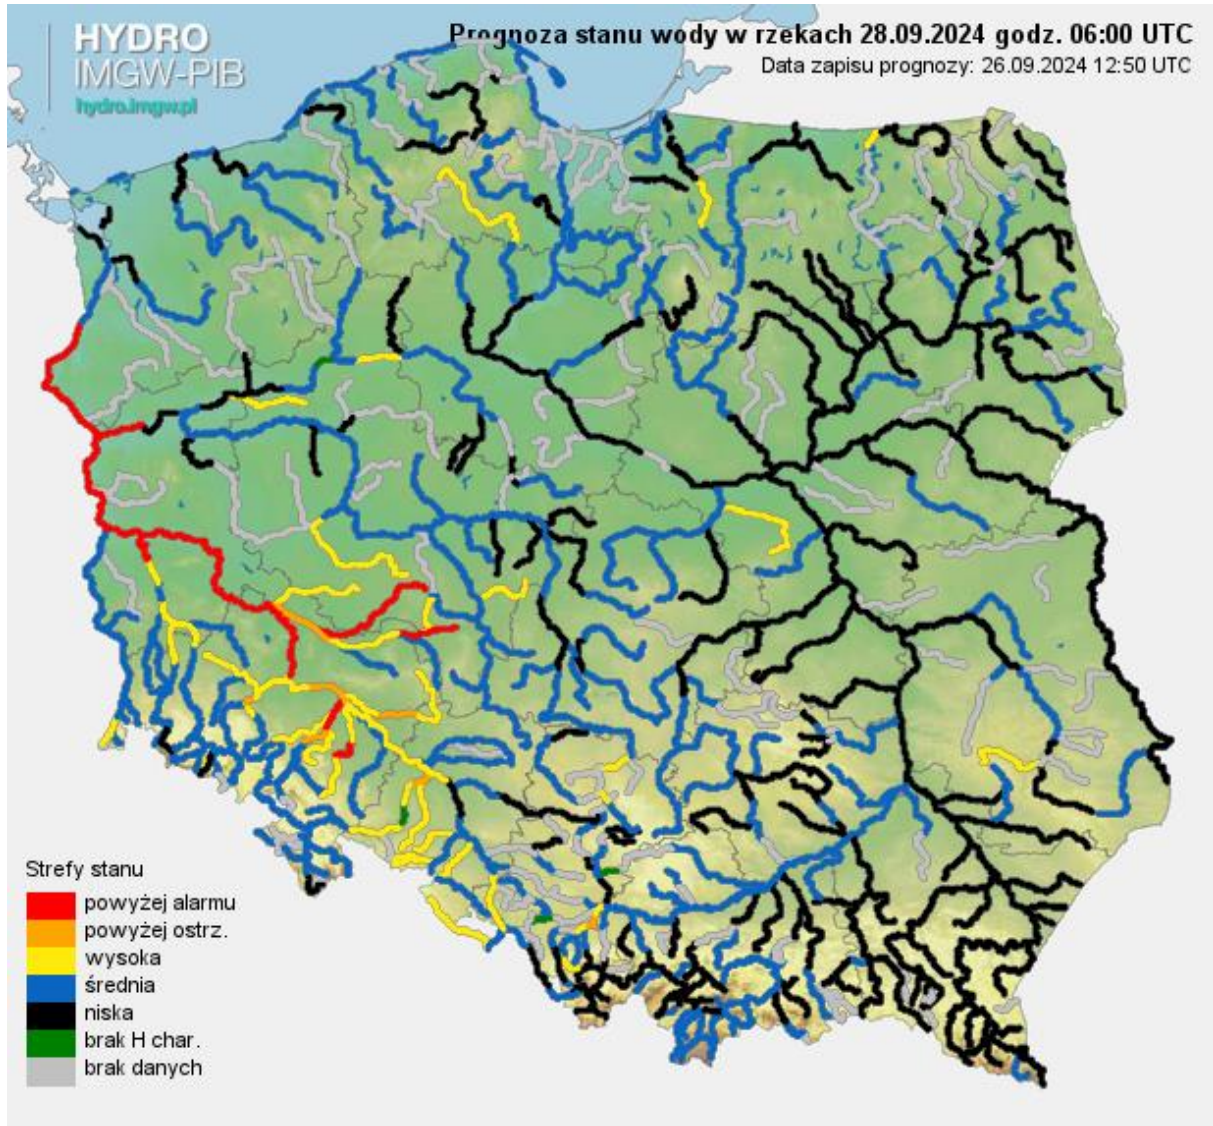 HYDRO
IMGW-PIB
hydro.imgw.pl
Prognoza stanu wody w rzekach 28.09.2024 godz. 06:00 UTC
Data zapisu prognozy: 26.09.2024 12:50 UTC
Strefy stanu
powyżej alarmu
powyżej ostrz.
wysoka
średnia
niska
brak H char.
brak danych